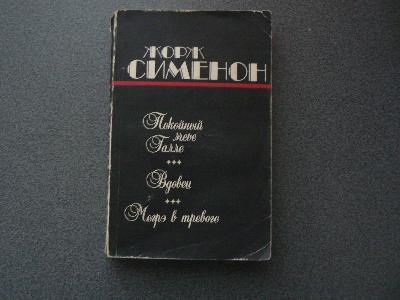 ЖОРЖ
СИМЕНОН
Покойный
мсье
Галле
Вдовец
Мегрэ в тревоге